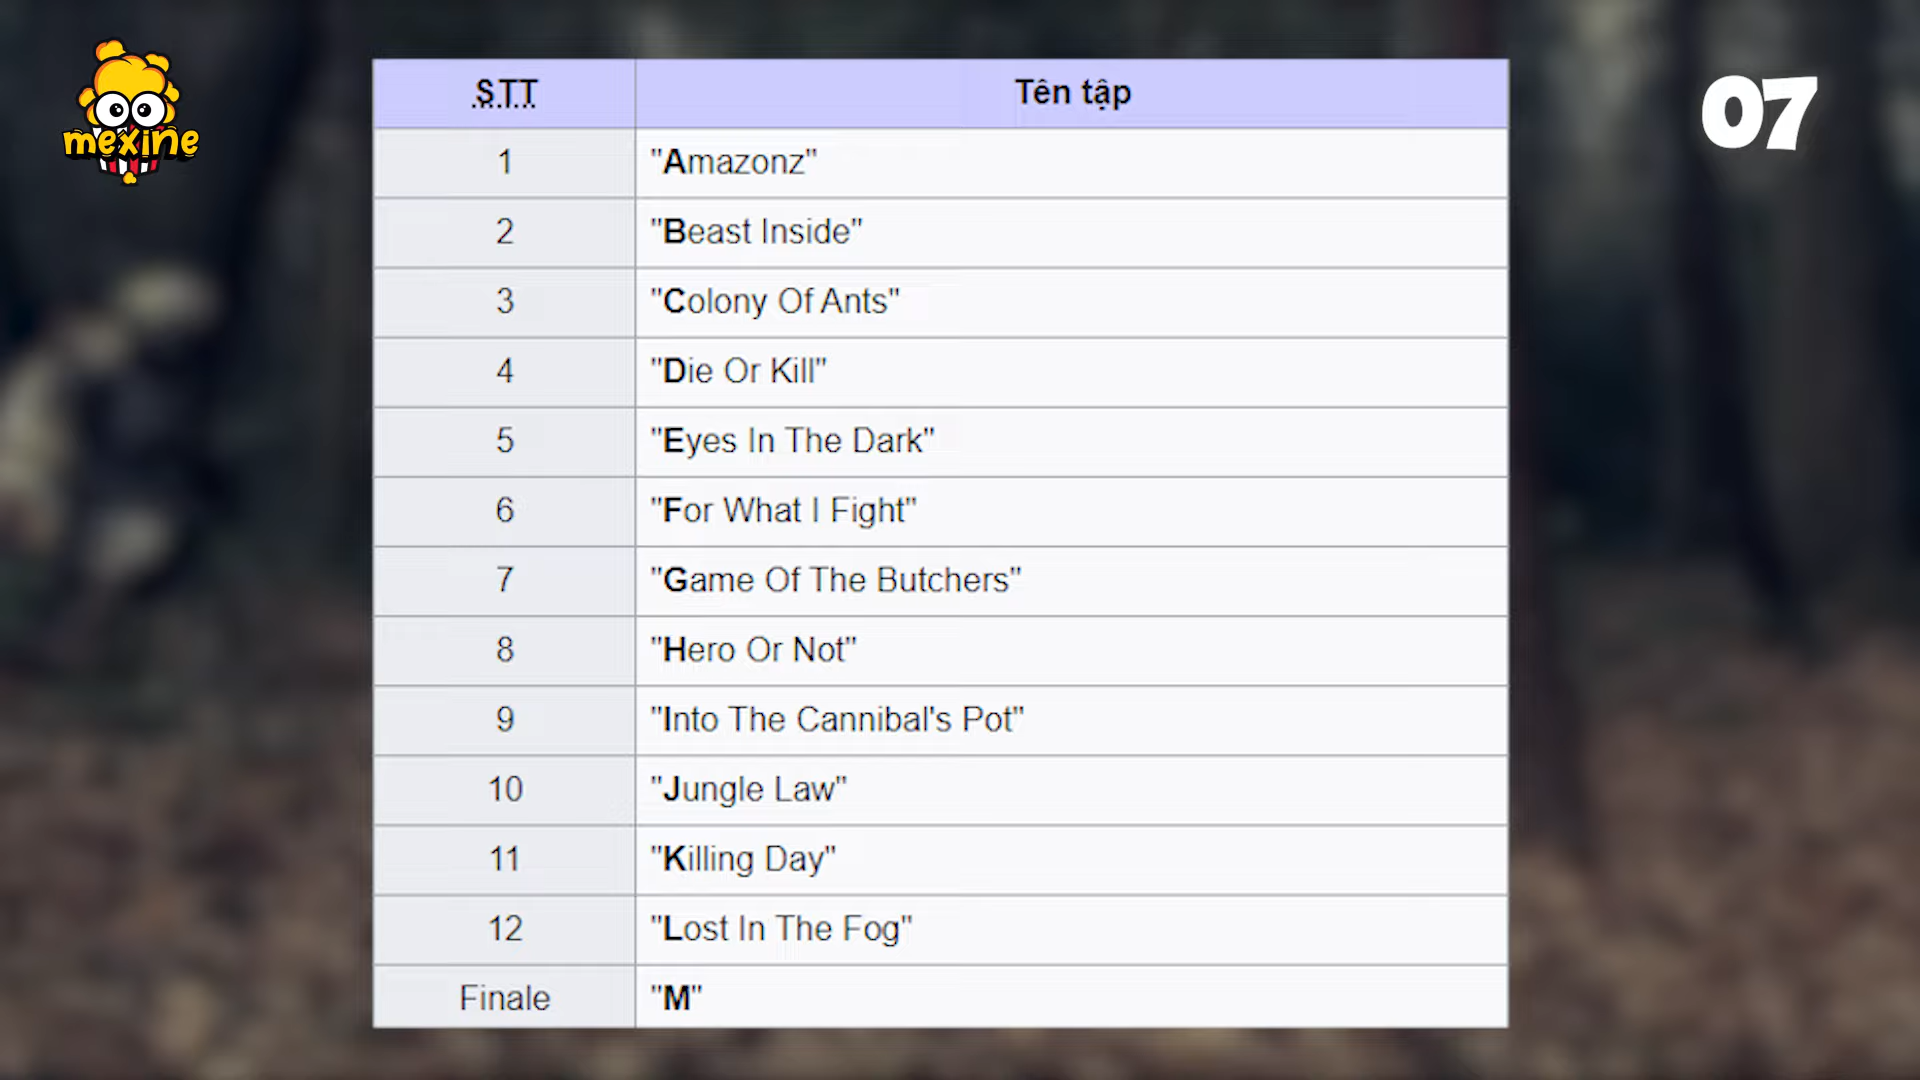 mexine
07
STT Tên tập
1 "Amazonz"
2 "Beast Inside"
3 "Colony Of Ants"
4 "Die Or Kill"
5 "Eyes In The Dark"
6 "For What I Fight"
7 "Game Of The Butchers"
8 "Hero Or Not"
9 "Into The Cannibal's Pot"
10 "Jungle Law"
11 "Killing Day"
12 "Lost In The Fog"
Finale "M"